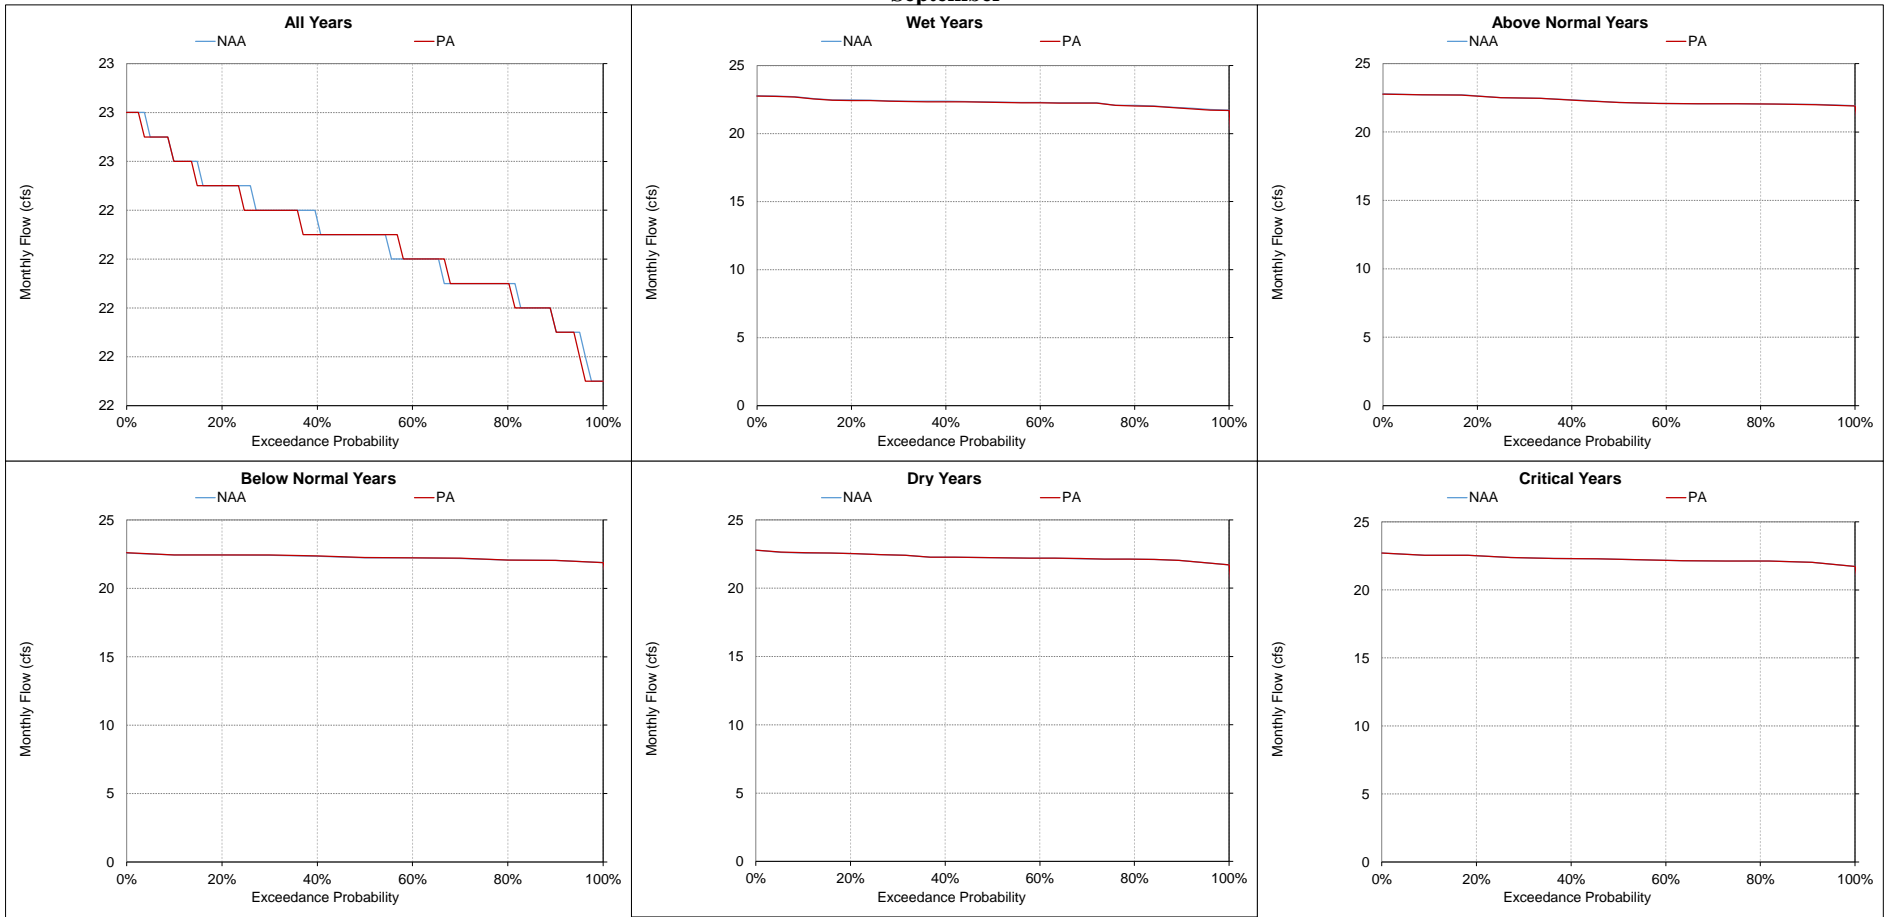 September
All Years
NAA PA
23
23
23
22
22
22
22
22
0% 20% 40% 60% 80% 100%
Monthly Flow (cfs)
Exceedance Probability
Wet Years
NAA PA
25
20
15
10
5
0
0% 20% 40% 60% 80% 100%
Monthly Flow (cfs)
Exceedance Probability
Above Normal Years
NAA PA
25
20
15
10
5
0
0% 20% 40% 60% 80% 100%
Monthly Flow (cfs)
Exceedance Probability
Below Normal Years
NAA PA
25
20
15
10
5
0
0% 20% 40% 60% 80% 100%
Monthly Flow (cfs)
Exceedance Probability
Dry Years
NAA PA
25
20
15
10
5
0
0% 20% 40% 60% 80% 100%
Monthly Flow (cfs)
Exceedance Probability
Critical Years
NAA PA
25
20
15
10
5
0
0% 20% 40% 60% 80% 100%
Monthly Flow (cfs)
Exceedance Probability